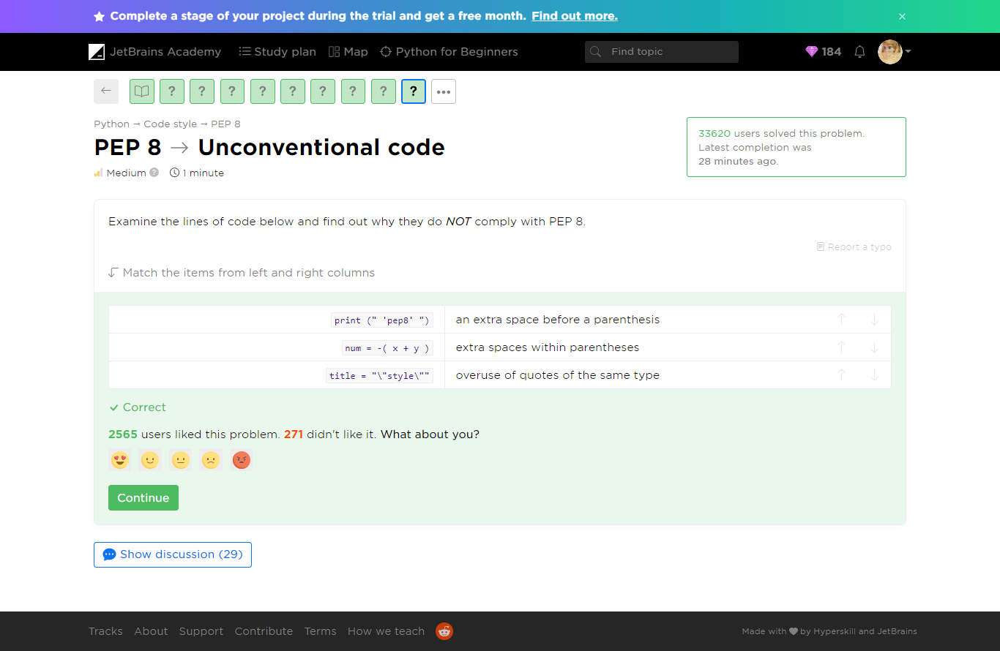 Complete a stage of your project during the trial and get a free month. Find out more. ×
JetBrains Academy Study plan Map Python for Beginners Find topic 184
← ? ? ? ? ? ? ? ? ? •••
Python → Code style → PEP 8
PEP 8 → Unconventional code
Medium ? 1 minute
33620 users solved this problem.
Latest completion was
28 minutes ago.
Examine the lines of code below and find out why they do NOT comply with PEP 8.
Report a typo
Match the items from left and right columns
print (" 'pep8' ") an extra space before a parenthesis ↑ ↓
num = -( x + y ) extra spaces within parentheses ↑ ↓
title = "\"style\"" overuse of quotes of the same type ↑ ↓
Correct
2565 users liked this problem. 271 didn't like it. What about you?
Continue
Show discussion (29)
Tracks About Support Contribute Terms How we teach Made with ♥ by Hyperskill and JetBrains